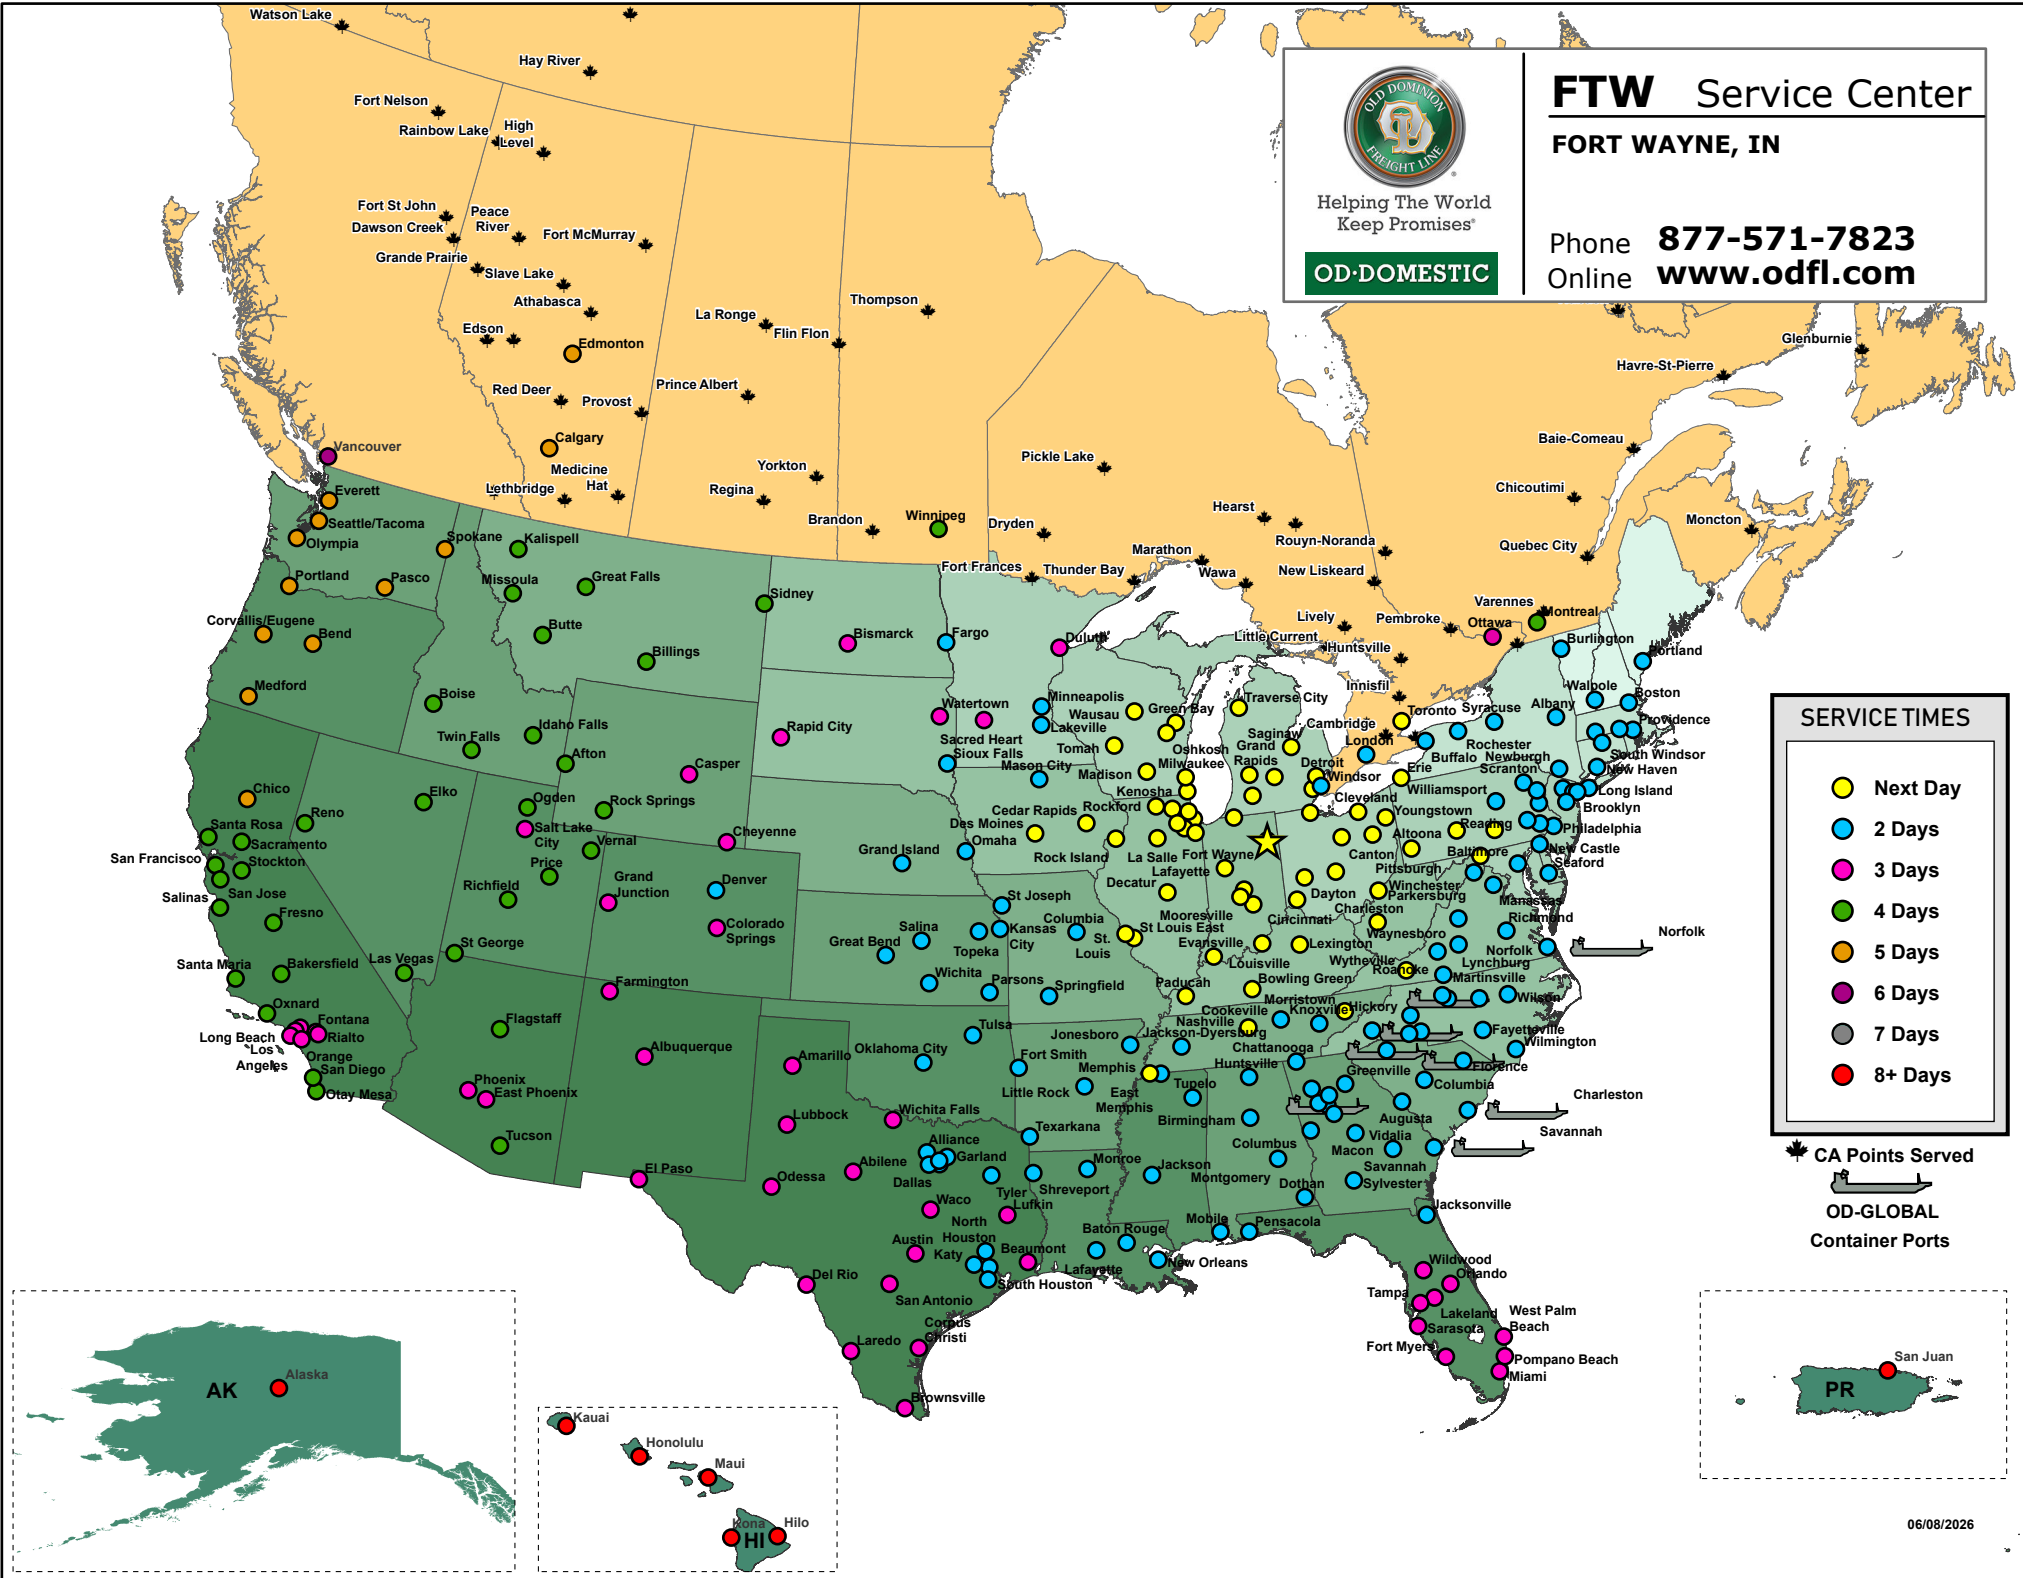 Watson Lake
Hay River
Fort Nelson
Rainbow Lake
High
Level
Fort St John
Dawson Creek
Peace
River
Fort McMurray
Grande Prairie
Slave Lake
Athabasca
Edson
Edmonton
La Ronge
Flin Flon
Thompson
Red Deer
Provost
Prince Albert
Calgary
Vancouver
Medicine
Hat
Lethbridge
Yorkton
Regina
Brandon
Winnipeg
Dryden
Pickle Lake
Hearst
Rouyn-Noranda
Marathon
Fort Frances
Thunder Bay
Wawa
New Liskeard
Lively
Pembroke
Varennes
Montreal
Ottawa
Little Current
Huntsville
Innisfil
Toronto
Cambridge
London
Windsor
Glenburnie
Havre-St-Pierre
Baie-Comeau
Chicoutimi
Quebec City
Moncton
OLD DOMINION
FREIGHT LINE
Helping The World
Keep Promises®
OD·DOMESTIC
FTW Service Center
FORT WAYNE, IN
Phone 877-571-7823
Online www.odfl.com
Everett
Seattle/Tacoma
Olympia
Spokane
Kalispell
Portland
Pasco
Missoula
Great Falls
Sidney
Corvallis/Eugene
Bend
Butte
Billings
Bismarck
Fargo
Duluth
Medford
Boise
Idaho Falls
Twin Falls
Afton
Rapid City
Watertown
Sacred Heart
Sioux Falls
Minneapolis
Lakeville
Wausau
Green Bay
Tomah
Oshkosh
Milwaukee
Madison
Kenosha
Mason City
Traverse City
Saginaw
Grand
Rapids
Detroit
Casper
Chico
Reno
Elko
Ogden
Rock Springs
Salt Lake
City
Vernal
Cheyenne
Santa Rosa
Sacramento
San Francisco
Stockton
San Jose
Salinas
Fresno
Price
Richfield
Grand
Junction
Denver
Colorado
Springs
Grand Island
Omaha
Des Moines
Cedar Rapids
Rockford
Rock Island
La Salle
Fort Wayne
Lafayette
Decatur
Mooresville
St Joseph
Columbia
Kansas
City
Topeka
Salina
Great Bend
Wichita
Parsons
Springfield
St Louis East
St.
Louis
Evansville
Louisville
Lexington
Cincinnati
Dayton
Cleveland
Youngstown
Canton
Erie
Buffalo
Rochester
Syracuse
Albany
Burlington
Portland
Walpole
Boston
Providence
South Windsor
New Haven
Newburgh
Scranton
Long Island
Brooklyn
Williamsport
Reading
Philadelphia
New Castle
Seaford
Baltimore
Altoona
Pittsburgh
Winchester
Parkersburg
Charleston
Manassas
Richmond
Waynesboro
Norfolk
Lynchburg
Roanoke
Wytheville
Martinsville
Norfolk
Santa Maria
Bakersfield
Las Vegas
St George
Oxnard
Fontana
Rialto
Long Beach
Los
Angeles
Orange
San Diego
Otay Mesa
Flagstaff
Farmington
Phoenix
East Phoenix
Tucson
Albuquerque
El Paso
Amarillo
Lubbock
Odessa
Abilene
Wichita Falls
Oklahoma City
Tulsa
Fort Smith
Little Rock
Jonesboro
Paducah
Bowling Green
Morristown
Cookeville
Nashville
Jackson-Dyersburg
Knoxville
Hickory
Wilson
Fayetteville
Wilmington
Chattanooga
Huntsville
Memphis
East
Memphis
Tupelo
Birmingham
Greenville
Florence
Columbia
Augusta
Charleston
Savannah
Vidalia
Macon
Columbus
Montgomery
Savannah
Sylvester
Dothan
Alliance
Garland
Dallas
Texarkana
Monroe
Shreveport
Jackson
Tyler
Lufkin
Waco
North
Houston
Austin
Katy
Beaumont
South Houston
San Antonio
Del Rio
Laredo
Corpus
Christi
Brownsville
Baton Rouge
Lafayette
New Orleans
Mobile
Pensacola
Jacksonville
Wildwood
Orlando
Tampa
Lakeland
Sarasota
West Palm
Beach
Fort Myers
Pompano Beach
Miami
SERVICE TIMES
Next Day
2 Days
3 Days
4 Days
5 Days
6 Days
7 Days
8+ Days
CA Points Served
OD-GLOBAL
Container Ports
AK
Alaska
Kauai
Honolulu
Maui
Kona
Hilo
HI
San Juan
PR
06/08/2026